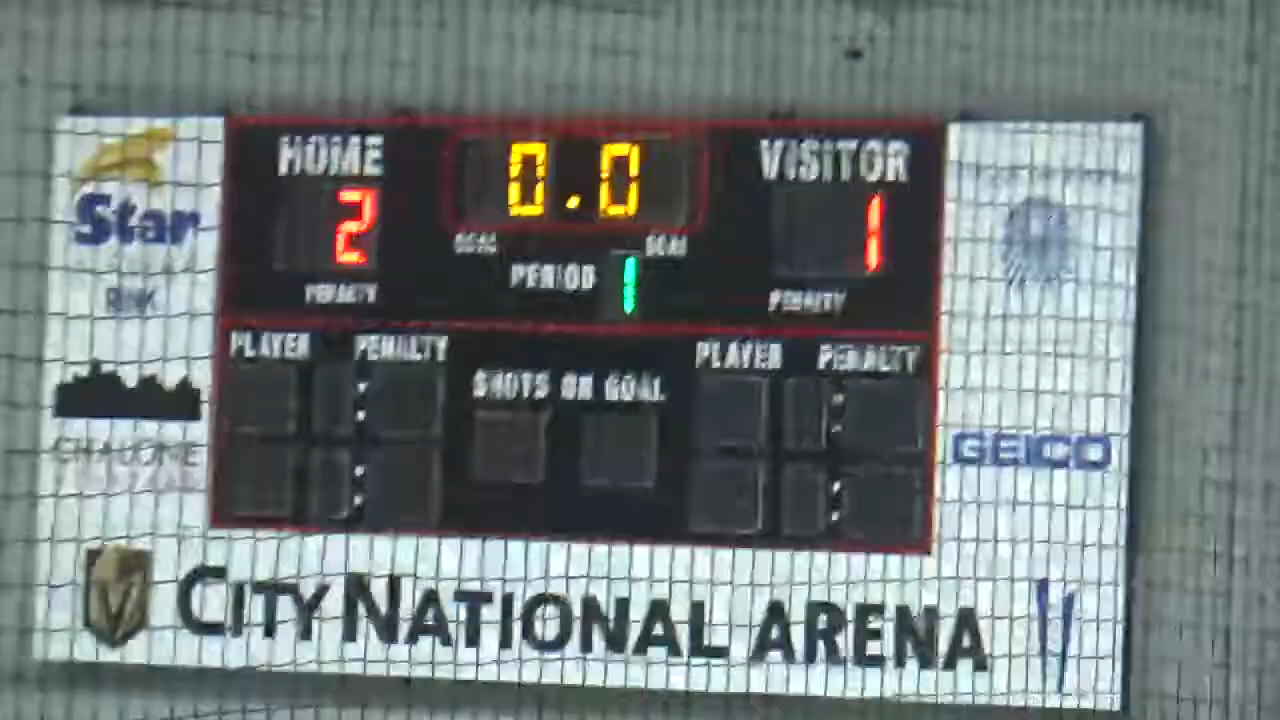 HOME 0.0 VISITOR
2 1
GOAL GOAL
PERIOD 1
PENALTY PENALTY
PLAYER PENALTY PLAYER PENALTY
SHOTS ON GOAL
Star
GEICO
CITY NATIONAL ARENA